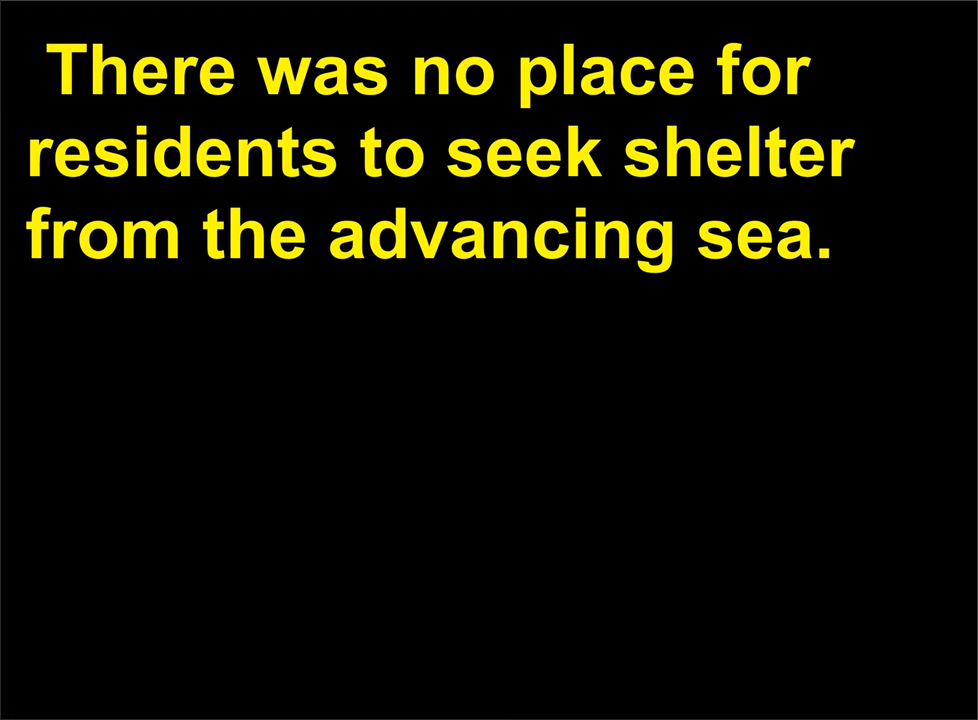 There was no place for
residents to seek shelter
from the advancing sea.